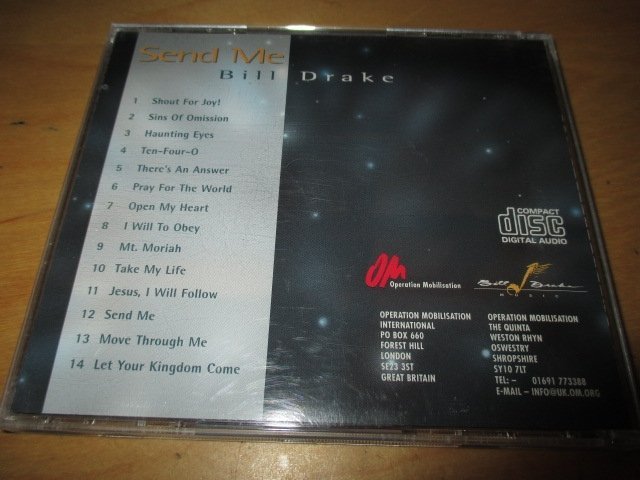 Send Me
Bill Drake
1 Shout For Joy!
2 Sins Of Omission
3 Haunting Eyes
4 Ten-Four-O
5 There's An Answer
6 Pray For The World
7 Open My Heart
8 I Will To Obey
9 Mt. Moriah
10 Take My Life
11 Jesus, I Will Follow
12 Send Me
13 Move Through Me
14 Let Your Kingdom Come
COMPACT
disc
DIGITAL AUDIO
OM Operation Mobilisation
Bill Drake
MUSIC
OPERATION MOBILISATION
INTERNATIONAL
PO BOX 660
FOREST HILL
LONDON
SE23 3ST
GREAT BRITAIN
OPERATION MOBILISATION
THE QUINTA
WESTON RHYN
OSWESTRY
SHROPSHIRE
SY10 7LT
TEL: - 01691 773388
E-MAIL - INFO@UK.OM.ORG